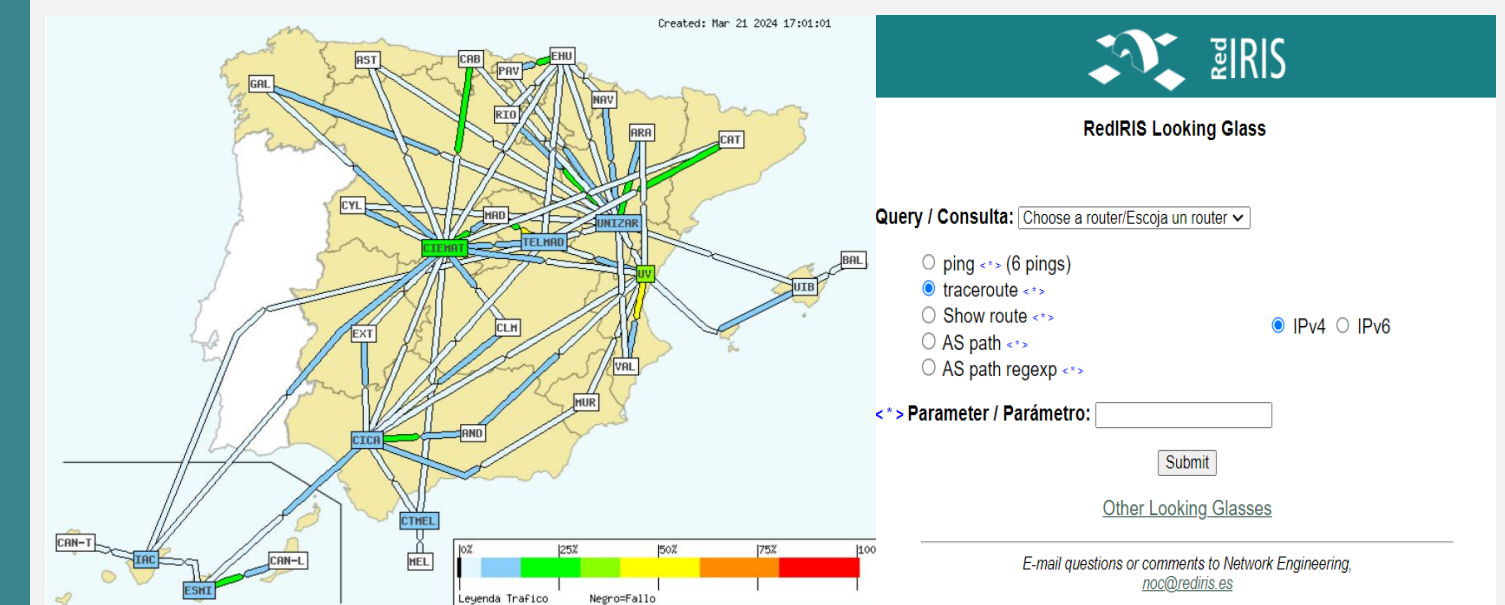 Created: Mar 21 2024 17:01:01
AST
CAB
EHU
PAV
GAL
NAV
RIO
ARA
CAT
CYL
MAD
UNIZAR
TELMAD
CIEMAT
BAL
UV
UIB
CLM
EXT
VAL
MUR
AND
CICA
CTMEL
CAN-T
IAC
CAN-L
MEL
ESMI
0% 25% 50% 75% 100
Leyenda Trafico Negro=Fallo
RedIRIS
RedIRIS Looking Glass
Query / Consulta: Choose a router/Escoja un router
ping <*> (6 pings)
traceroute <*>
Show route <*>
AS path <*>
AS path regexp <*>
IPv4 IPv6
<*> Parameter / Parámetro:
Submit
Other Looking Glasses
E-mail questions or comments to Network Engineering,
noc@rediris.es